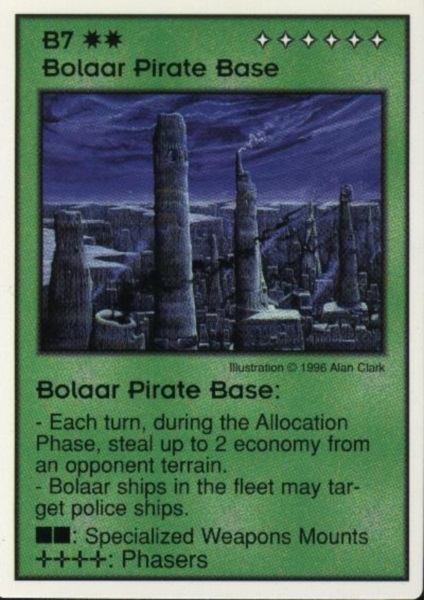 B7 ✷✷ ✧✧✧✧✧✧
Bolaar Pirate Base
Illustration © 1996 Alan Clark
Bolaar Pirate Base:
- Each turn, during the Allocation
Phase, steal up to 2 economy from
an opponent terrain.
- Bolaar ships in the fleet may tar-
get police ships.
■■: Specialized Weapons Mounts
✢✢✢✢: Phasers